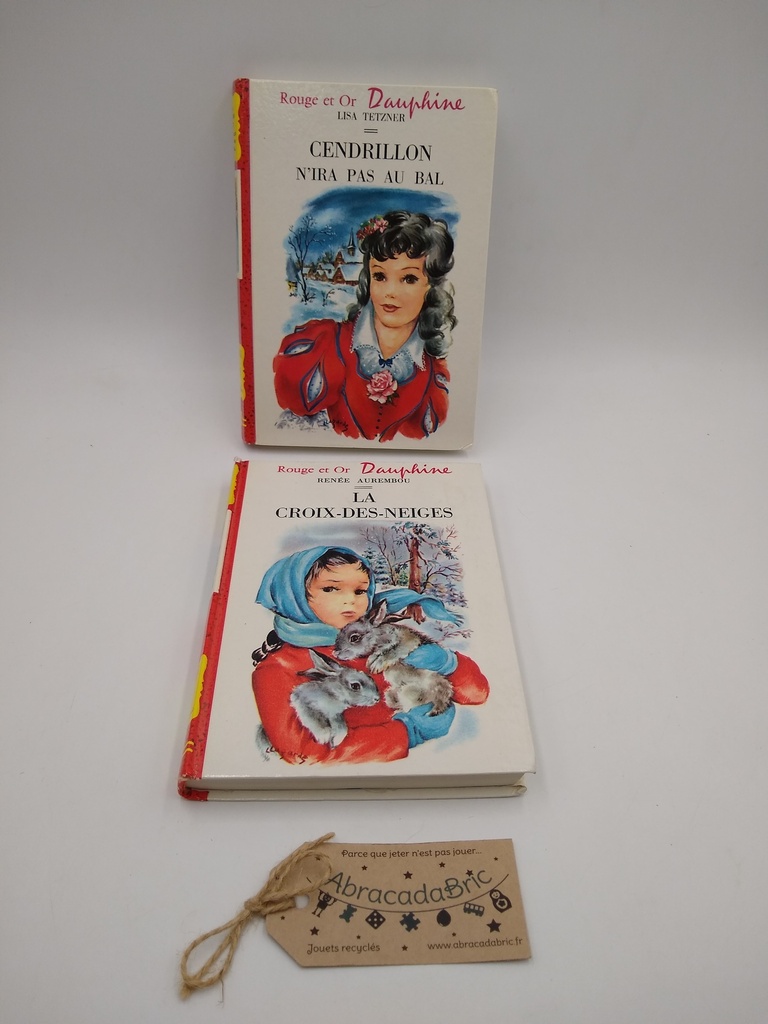 Rouge et Or Dauphine
LISA TETZNER
CENDRILLON
N'IRA PAS AU BAL
Rouge et Or Dauphine
RENÉE AUREMBOU
LA
CROIX-DES-NEIGES
Parce que jeter n'est pas jouer...
AbracadaBric
Jouets recyclés
www.abracadabric.fr